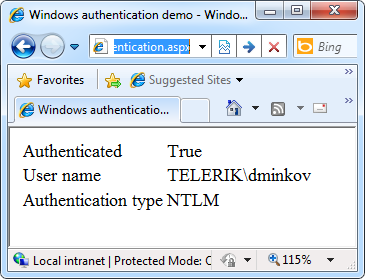 Windows authentication demo - Windo...
entication.aspx
Bing
Favorites
Suggested Sites
Windows authenticatio...
Authenticated True
User name TELERIK\dminkov
Authentication type NTLM
Local intranet | Protected Mode: O
115%